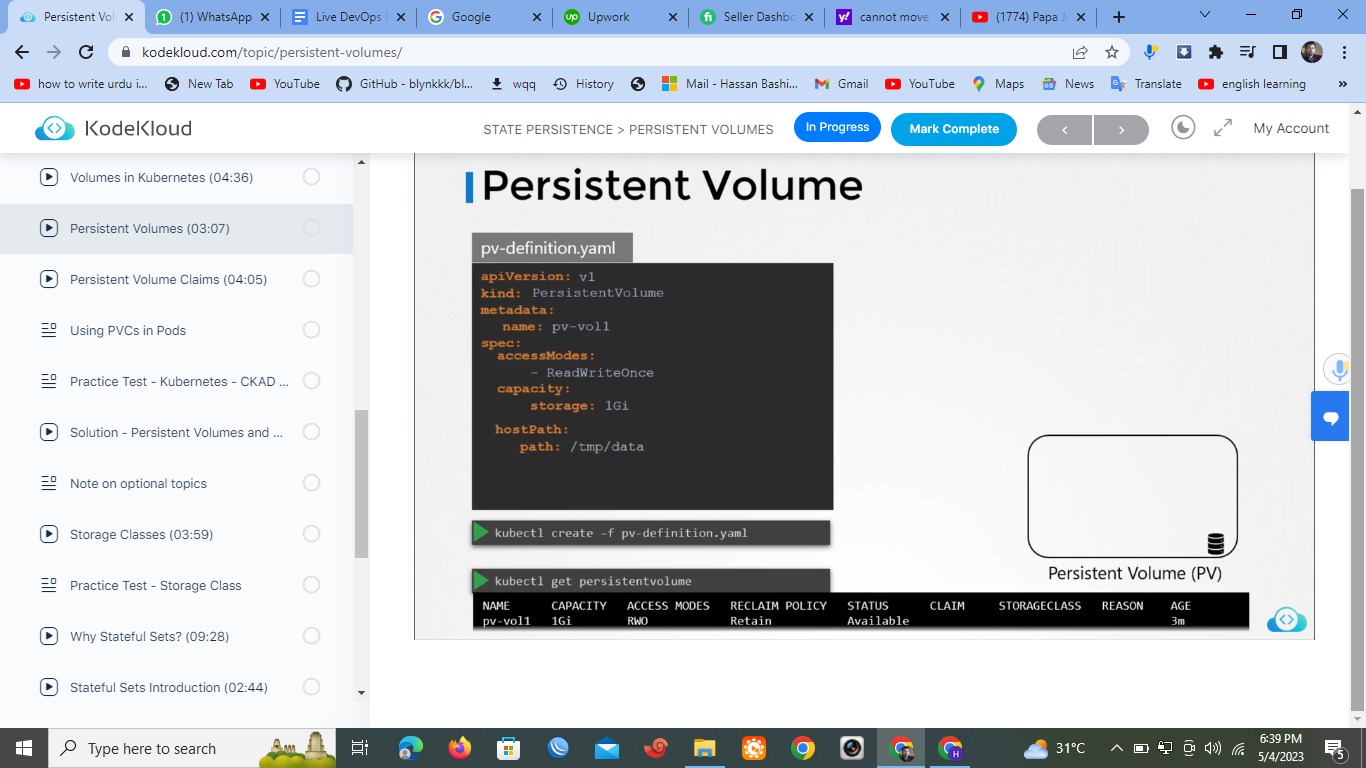 Persistent Vol
(1) WhatsApp
Live DevOps
Google
Upwork
Seller Dashbo
cannot move
(1774) Papa
kodekloud.com/topic/persistent-volumes/
how to write urdu i...
New Tab
YouTube
GitHub - blynkkk/bl...
wqq
History
Mail - Hassan Bashi...
Gmail
YouTube
Maps
News
Translate
english learning
»
KodeKloud
STATE PERSISTENCE > PERSISTENT VOLUMES
In Progress
Mark Complete
<
>
My Account
Volumes in Kubernetes (04:36)
Persistent Volumes (03:07)
Persistent Volume Claims (04:05)
Using PVCs in Pods
Practice Test - Kubernetes - CKAD ...
Solution - Persistent Volumes and ...
Note on optional topics
Storage Classes (03:59)
Practice Test - Storage Class
Why Stateful Sets? (09:28)
Stateful Sets Introduction (02:44)
Persistent Volume
pv-definition.yaml
apiVersion: v1
kind: PersistentVolume
metadata:
name: pv-vol1
spec:
accessModes:
- ReadWriteOnce
capacity:
storage: 1Gi
hostPath:
path: /tmp/data
kubectl create -f pv-definition.yaml
kubectl get persistentvolume
NAME CAPACITY ACCESS MODES RECLAIM POLICY STATUS CLAIM STORAGECLASS REASON AGE
pv-vol1 1Gi RWO Retain Available 3m
Persistent Volume (PV)
Type here to search
H
31°C
6:39 PM
5/4/2023
5